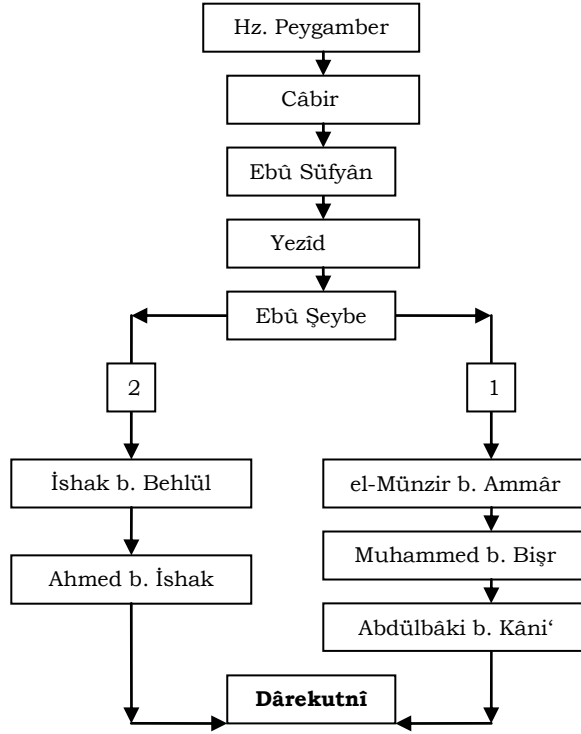 Hz. Peygamber
Câbir
Ebû Süfyân
Yezîd
Ebû Şeybe
2
1
İshak b. Behlül
el-Münzir b. Ammâr
Muhammed b. Bişr
Ahmed b. İshak
Abdülbâki b. Kâni‘
Dârekutnî